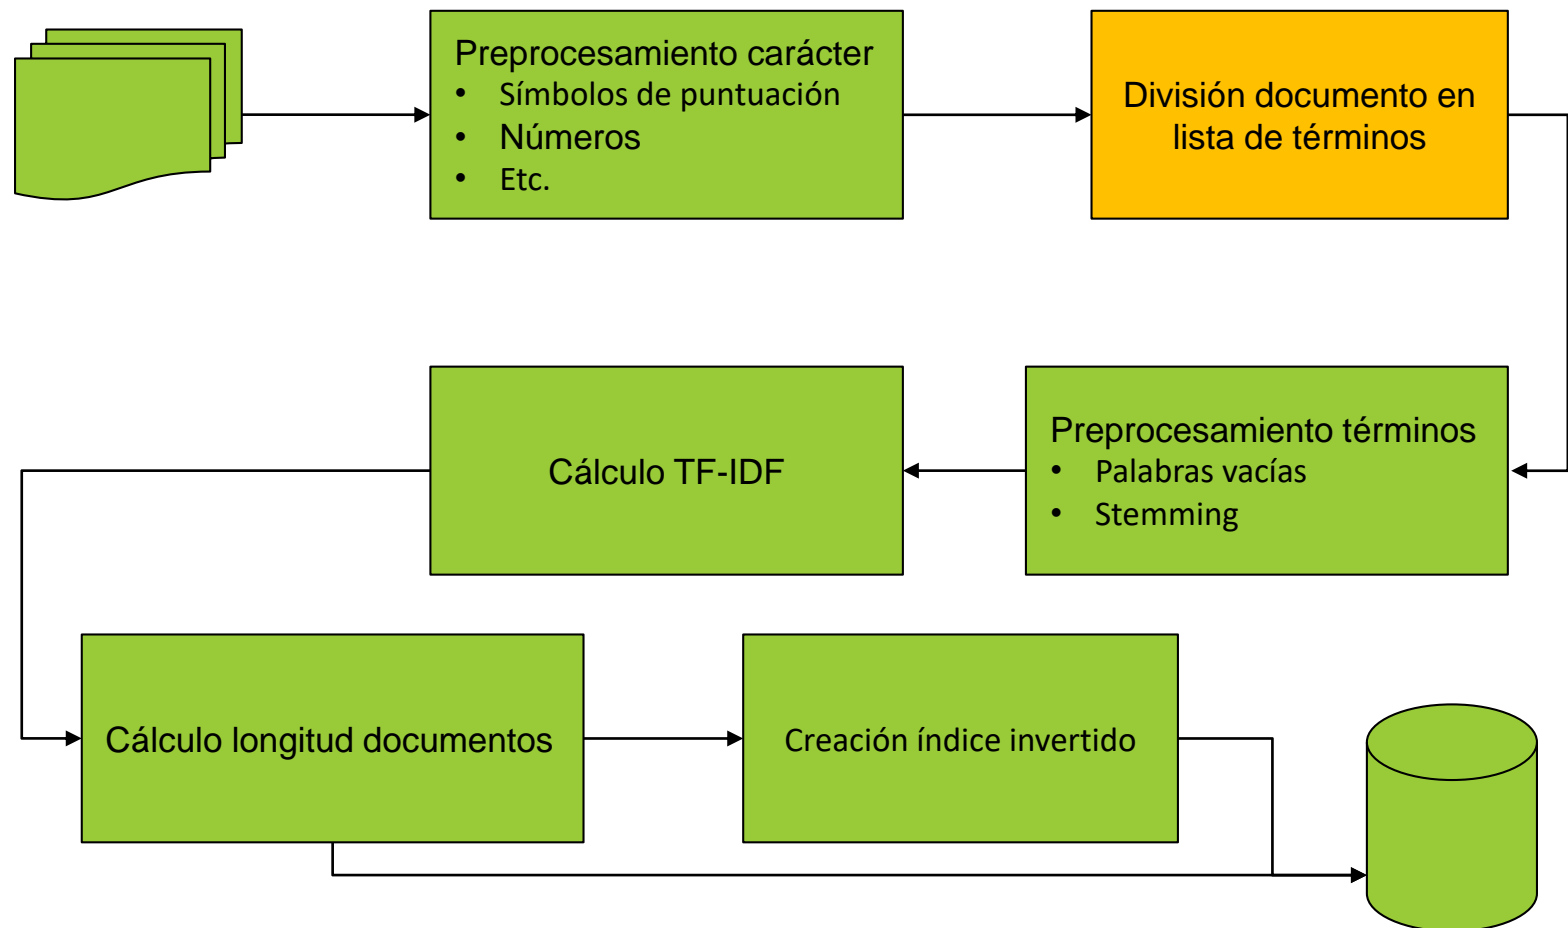 Preprocesamiento carácter
• Símbolos de puntuación
• Números
• Etc.
División documento en
lista de términos
Cálculo TF-IDF
Preprocesamiento términos
• Palabras vacías
• Stemming
Cálculo longitud documentos
Creación índice invertido